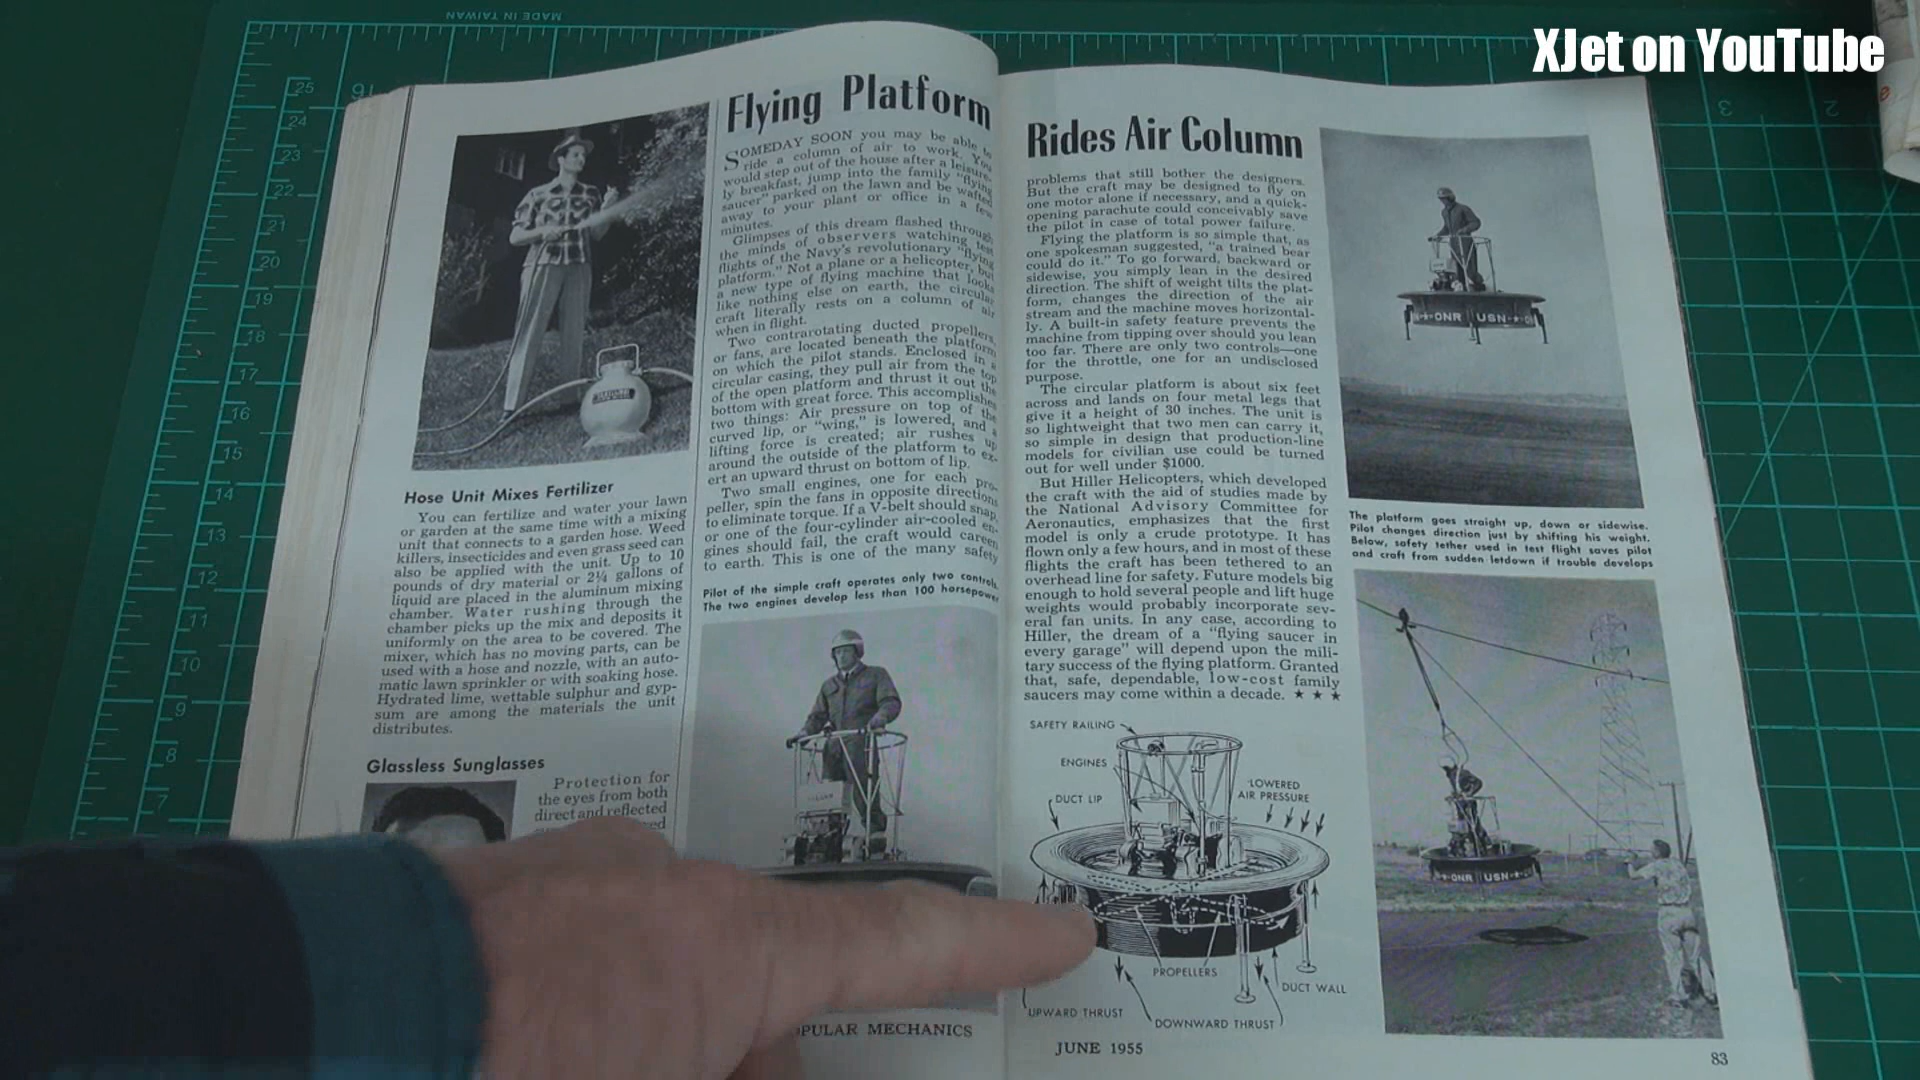 MADE IN TAIWAN
XJet on YouTube
Flying Platform
SOMEDAY SOON you may be able to
ride a column of air to work. You
would step out of the house after a leisure-
ly breakfast, jump into the family "flying
saucer" parked on the lawn and be wafted
away to your plant or office in a few
minutes.
Glimpses of this dream flashed through
the minds of observers watching test
flights of the Navy's revolutionary "flying
platform." Not a plane or a helicopter, but
a new type of flying machine that looks
like nothing else on earth, the circular
craft literally rests on a column of air
when in flight.
Two contrarotating ducted propellers,
or fans, are located beneath the platform
on which the pilot stands. Enclosed in a
circular casing, they pull air from the top
of the open platform and thrust it out the
bottom with great force. This accomplishes
two things: Air pressure on top of the
curved lip, or "wing," is lowered, and a
lifting force is created; air rushes up
around the outside of the platform to ex-
ert an upward thrust on bottom of lip.
Two small engines, one for each pro-
peller, spin the fans in opposite directions
to eliminate torque. If a V-belt should snap,
or one of the four-cylinder air-cooled en-
gines should fail, the craft would careen
to earth. This is one of the many safety
Pilot of the simple craft operates only two controls.
The two engines develop less than 100 horsepower
Hose Unit Mixes Fertilizer
You can fertilize and water your lawn
or garden at the same time with a mixing
unit that connects to a garden hose. Weed
killers, insecticides and even grass seed can
also be applied with the unit. Up to 10
pounds of dry material or 2¼ gallons of
liquid are placed in the aluminum mixing
chamber. Water rushing through the
chamber picks up the mix and deposits it
uniformly on the area to be covered. The
mixer, which has no moving parts, can be
used with a hose and nozzle, with an auto-
matic lawn sprinkler or with soaking hose.
Hydrated lime, wettable sulphur and gyp-
sum are among the materials the unit
distributes.
Glassless Sunglasses
Protection for
the eyes from both
direct and reflected
Rides Air Column
problems that still bother the designers.
But the craft may be designed to fly on
one motor alone if necessary, and a quick-
opening parachute could conceivably save
the pilot in case of total power failure.
Flying the platform is so simple that, as
one spokesman suggested, "a trained bear
could do it." To go forward, backward or
sidewise, you simply lean in the desired
direction. The shift of weight tilts the plat-
form, changes the direction of the air
stream and the machine moves horizontal-
ly. A built-in safety feature prevents the
machine from tipping over should you lean
too far. There are only two controls—one
for the throttle, one for an undisclosed
purpose.
The circular platform is about six feet
across and lands on four metal legs that
give it a height of 30 inches. The unit is
so lightweight that two men can carry it,
so simple in design that production-line
models for civilian use could be turned
out for well under $1000.
But Hiller Helicopters, which developed
the craft with the aid of studies made by
the National Advisory Committee for
Aeronautics, emphasizes that the first
model is only a crude prototype. It has
flown only a few hours, and in most of these
flights the craft has been tethered to an
overhead line for safety. Future models big
enough to hold several people and lift huge
weights would probably incorporate sev-
eral fan units. In any case, according to
Hiller, the dream of a "flying saucer in
every garage" will depend upon the mili-
tary success of the flying platform. Granted
that, safe, dependable, low-cost family
saucers may come within a decade. ★ ★ ★
ONR USN
The platform goes straight up, down or sidewise.
Pilot changes direction just by shifting his weight.
Below, safety tether used in test flight saves pilot
and craft from sudden letdown if trouble develops
ONR USN
SAFETY RAILING
ENGINES
DUCT LIP
LOWERED
AIR PRESSURE
PROPELLERS
DUCT WALL
UPWARD THRUST
DOWNWARD THRUST
PULAR MECHANICS
JUNE 1955
83
25
24
23
22
21
20
19
18
17
16
15
14
13
12
11
10
9
8
7
16
3
2